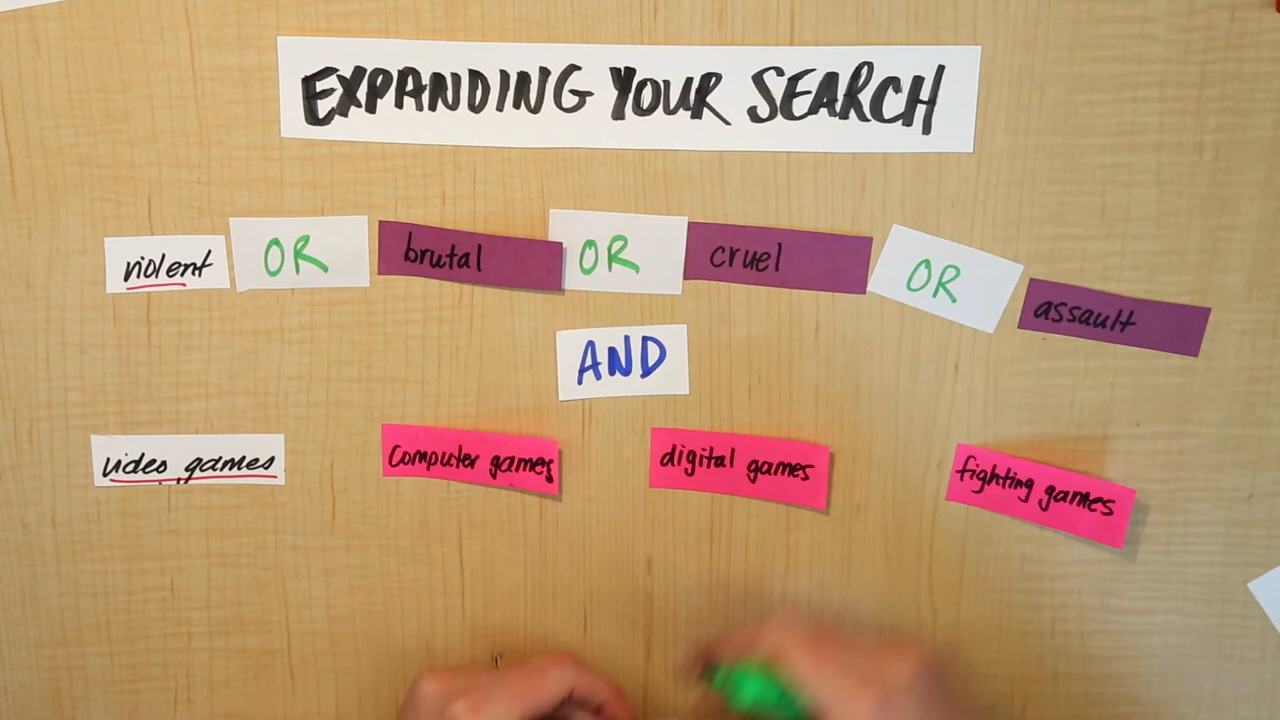 EXPANDING YOUR SEARCH
violent OR brutal OR cruel OR assault
AND
video games computer games digital games fighting games